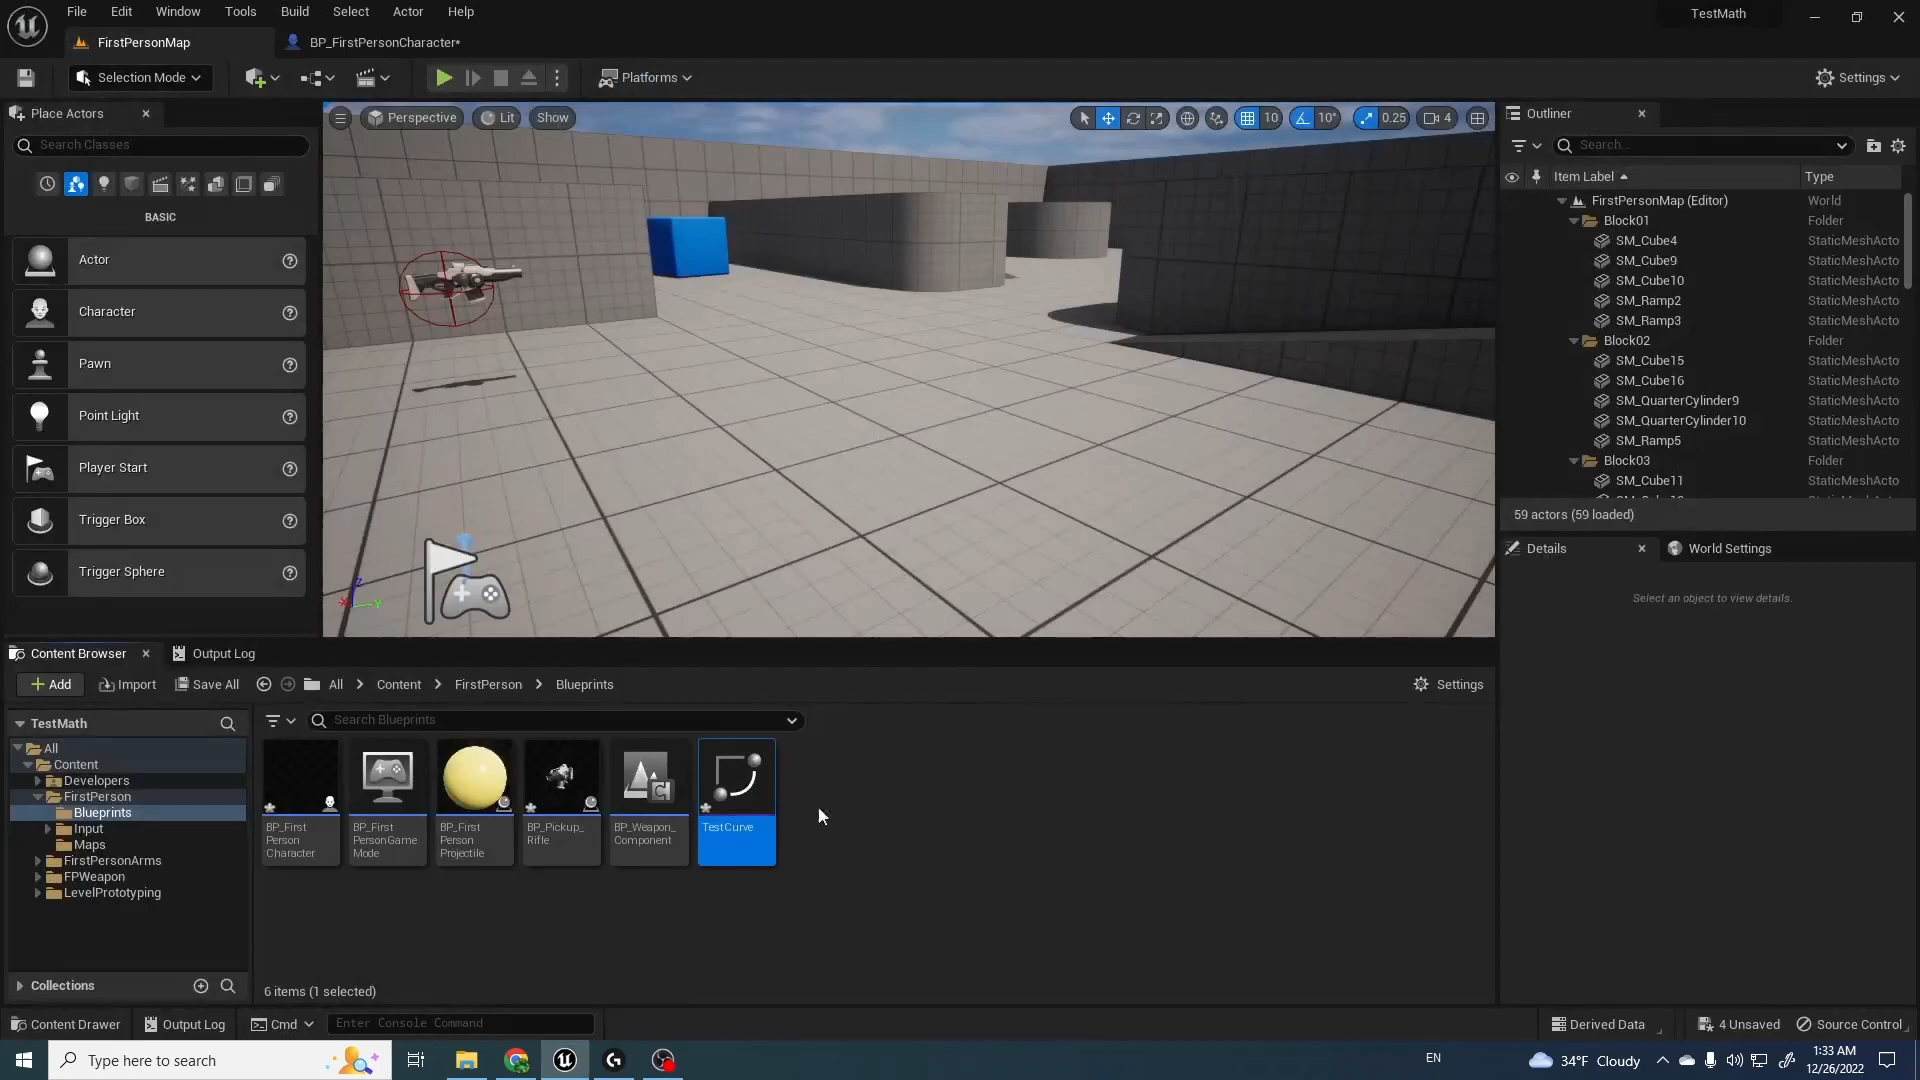 File Edit Window Tools Build Select Actor Help
TestMath
FirstPersonMap
BP_FirstPersonCharacter*
Selection Mode
Platforms
Settings
Place Actors
Search Classes
BASIC
Actor
Character
Pawn
Point Light
Player Start
Trigger Box
Trigger Sphere
Perspective
Lit
Show
10
10°
0.25
4
Outliner
Search...
Item Label
Type
FirstPersonMap (Editor) World
Block01 Folder
SM_Cube4 StaticMeshActo
SM_Cube9 StaticMeshActo
SM_Cube10 StaticMeshActo
SM_Ramp2 StaticMeshActo
SM_Ramp3 StaticMeshActo
Block02 Folder
SM_Cube15 StaticMeshActo
SM_Cube16 StaticMeshActo
SM_QuarterCylinder9 StaticMeshActo
SM_QuarterCylinder10 StaticMeshActo
SM_Ramp5 StaticMeshActo
Block03 Folder
SM_Cube11 StaticMeshActo
59 actors (59 loaded)
Details
World Settings
Select an object to view details.
Content Browser
Output Log
Add
Import
Save All
All > Content > FirstPerson > Blueprints
Settings
TestMath
All
Content
Developers
FirstPerson
Blueprints
Input
Maps
FirstPersonArms
FPWeapon
LevelPrototyping
Collections
Search Blueprints
BP_First
Person
Character
BP_First
PersonGame
Mode
BP_First
Person
Projectile
BP_Pickup_
Rifle
BP_Weapon_
Component
TestCurve
6 items (1 selected)
Content Drawer
Output Log
Cmd
Enter Console Command
Derived Data
4 Unsaved
Source Control
Type here to search
EN
34°F Cloudy
1:33 AM
12/26/2022